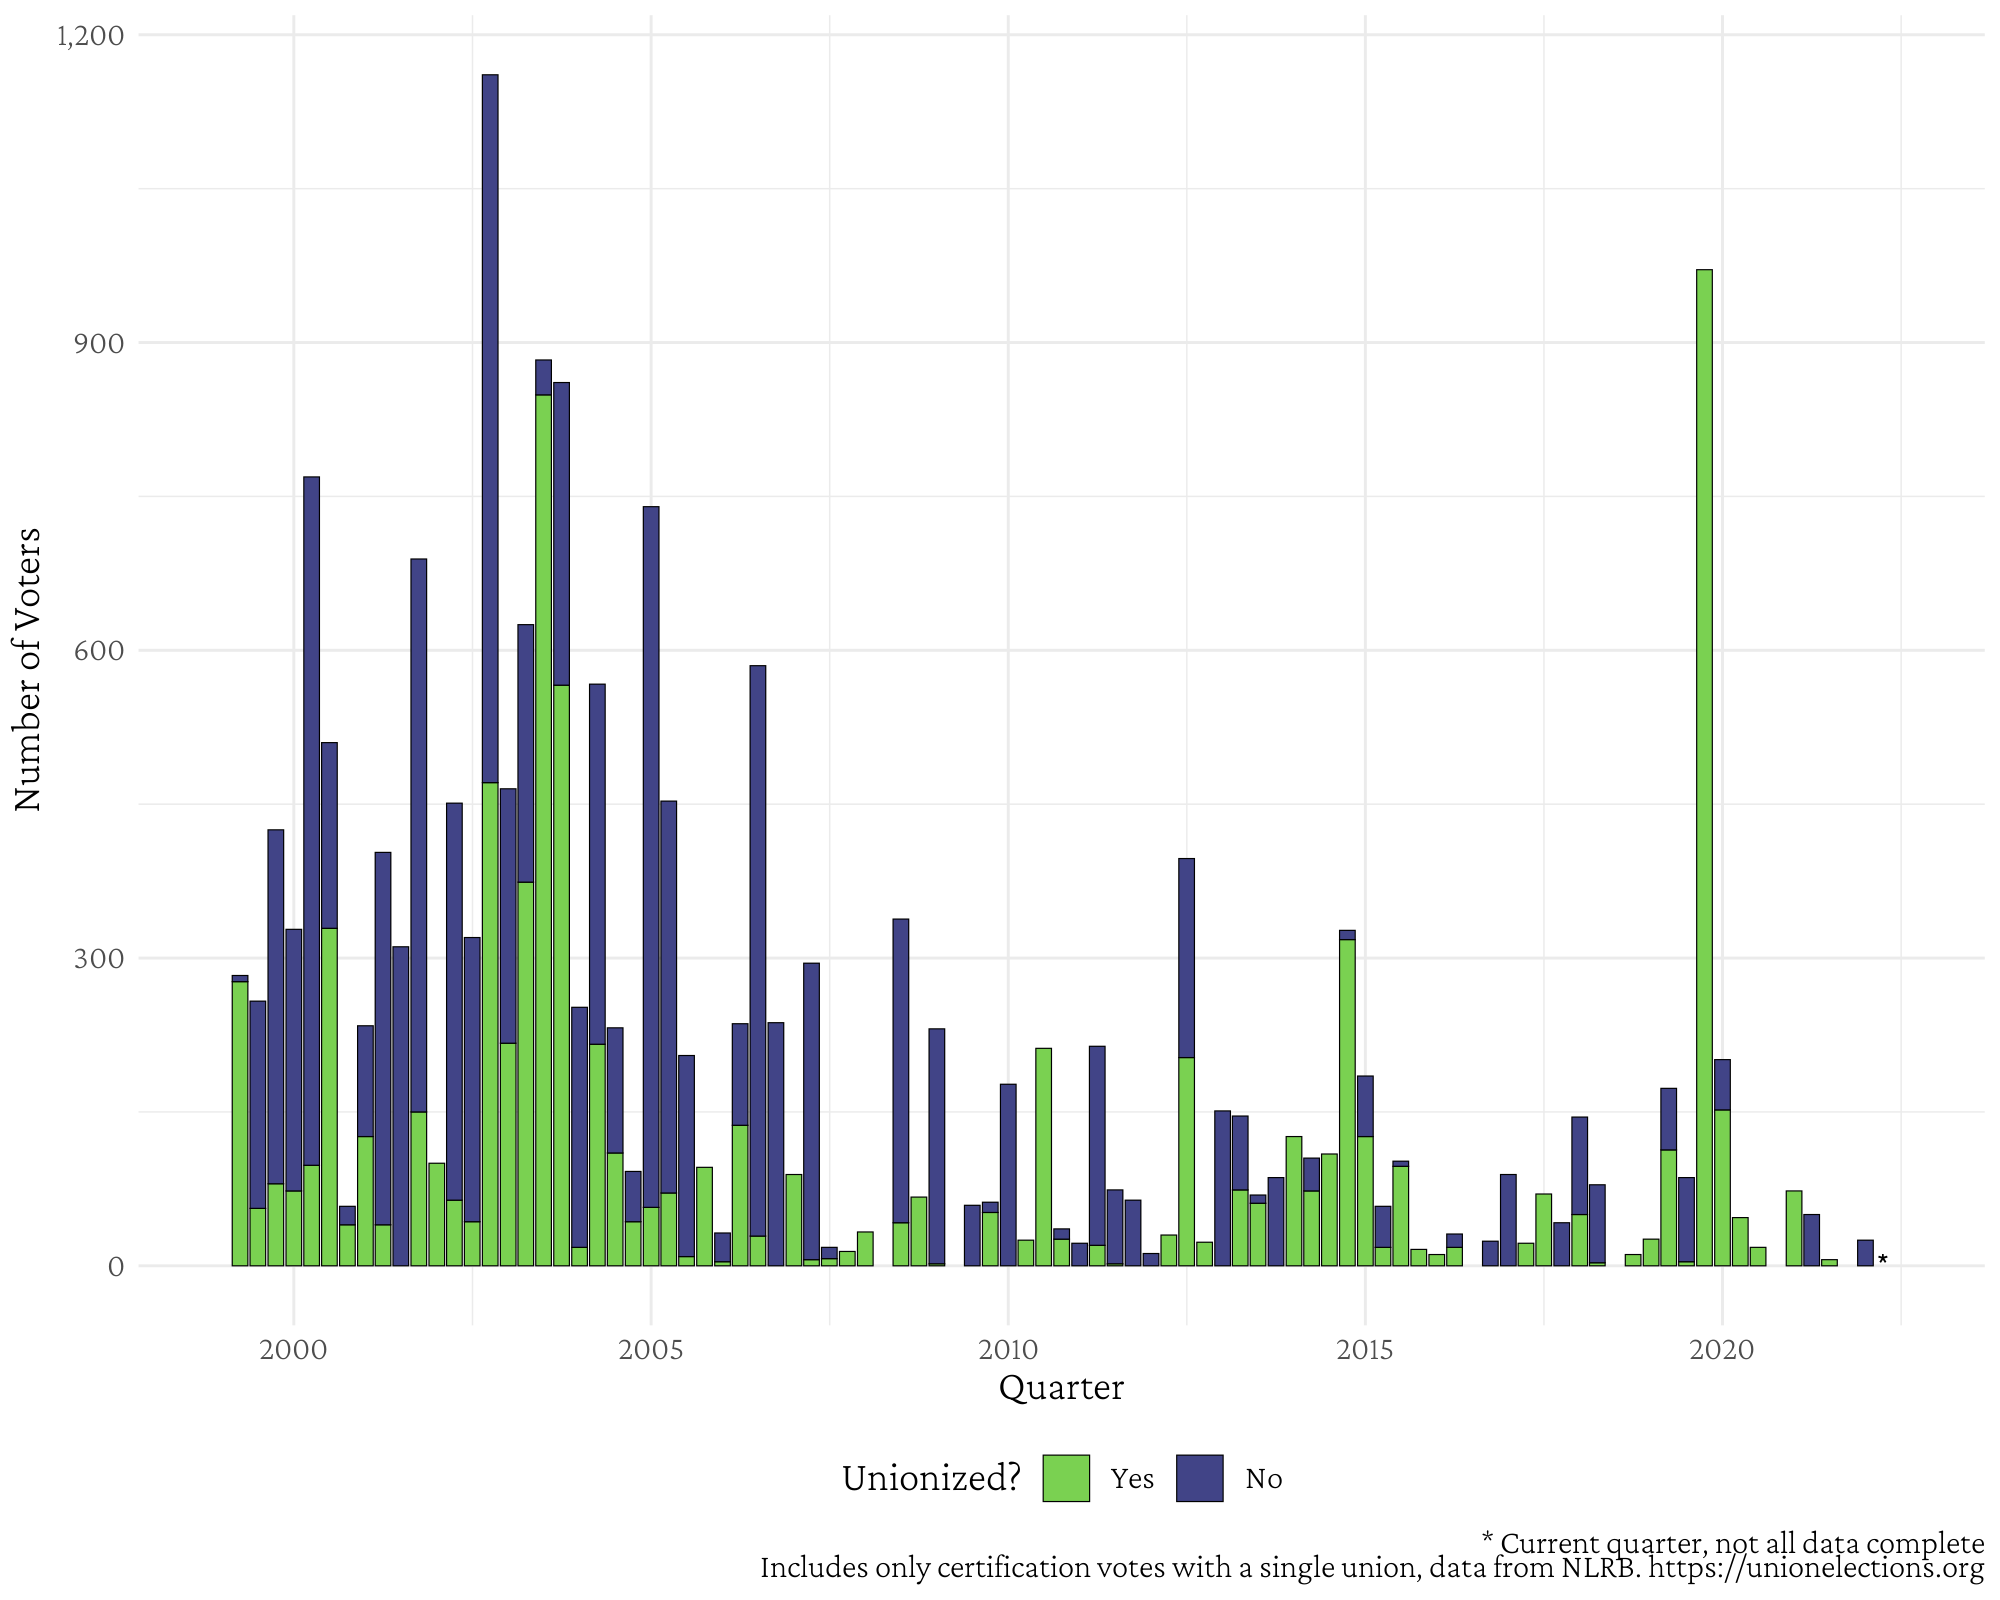 1,200
900
600
300
0
Number of Voters
*
2000 2005 2010 2015 2020
Quarter
Unionized? Yes No
* Current quarter, not all data complete
Includes only certification votes with a single union, data from NLRB. https://unionelections.org